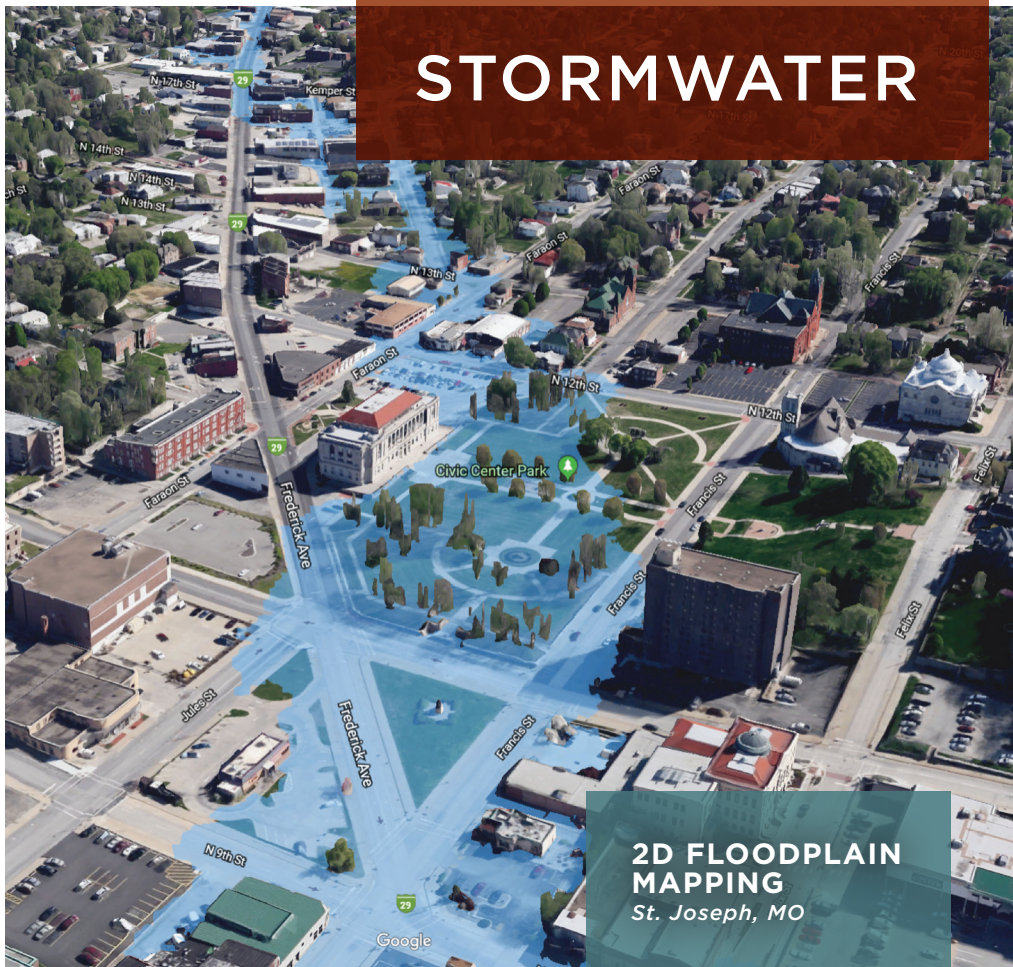 STORMWATER
29
N 17th St
Kemper St
N 14th St
N 14th St
N 13th St
Faraon St
29
Faraon St
N 13th St
Francis St
Faraon St
N 12th St
N 12th St
29
Civic Center Park
Felix St
Faraon St
Francis St
Frederick Ave
Francis St
Felix St
Jules St
Frederick Ave
Francis St
N 9th St
2D FLOODPLAIN
MAPPING
St. Joseph, MO
29
Google